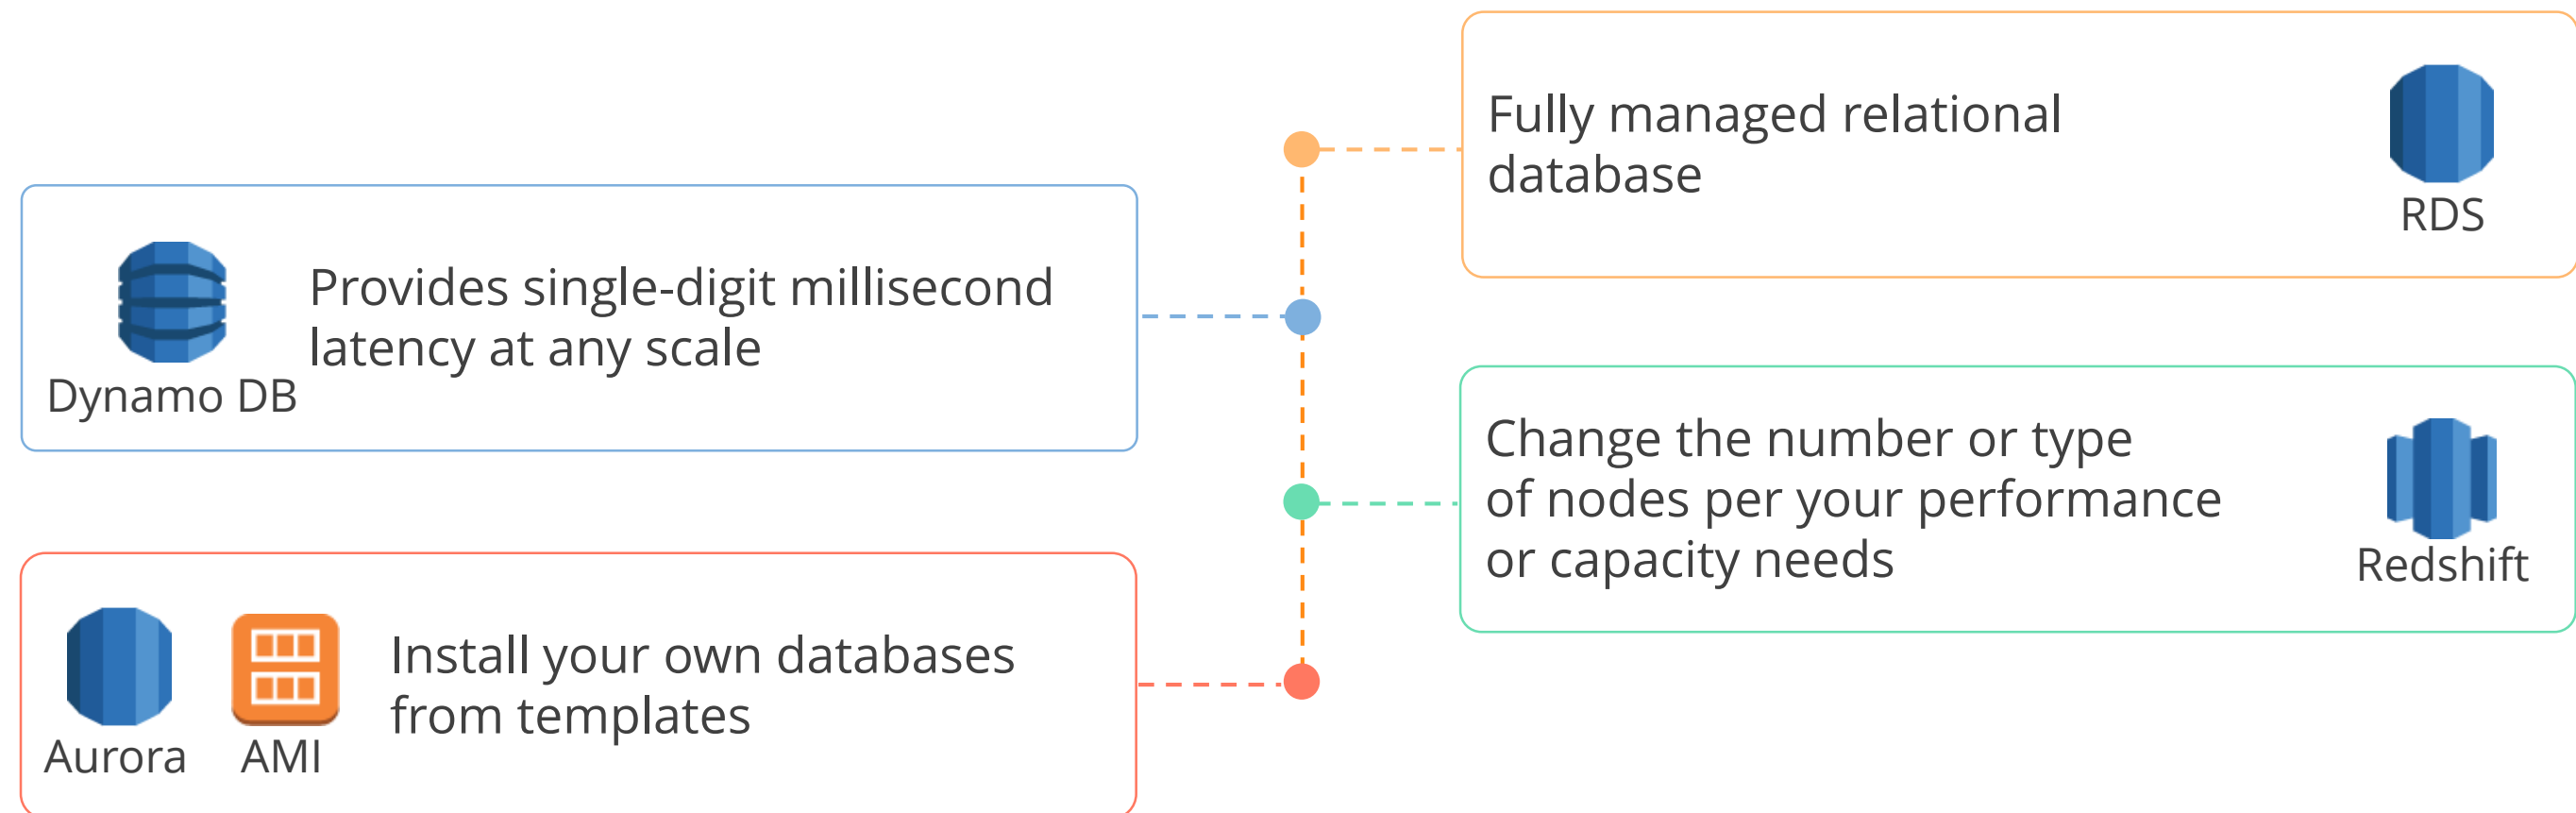 Fully managed relational
database
RDS
Provides single-digit millisecond
latency at any scale
Dynamo DB
Change the number or type
of nodes per your performance
or capacity needs
Redshift
Install your own databases
from templates
Aurora
AMI